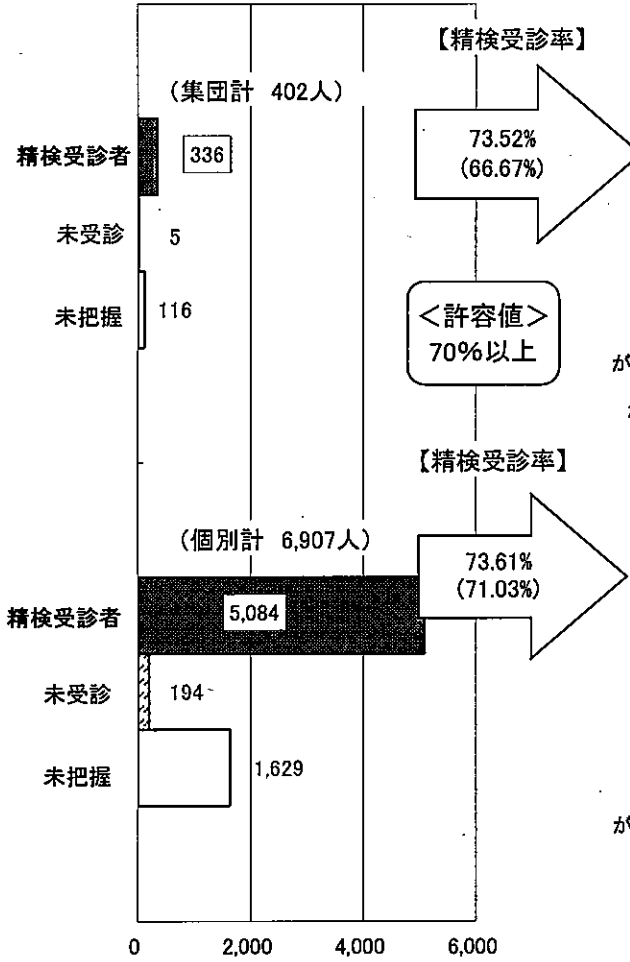 【精検受診率】
(集団計 402人)
精検受診者
336
73.52%
(66.67%)
未受診
5
未把握
116
<許容値>
70%以上
が
【精検受診率】
(個別計 6,907人)
73.61%
(71.03%)
精検受診者
5,084
未受診
194
未把握
1,629
が
0 2,000 4,000 6,000